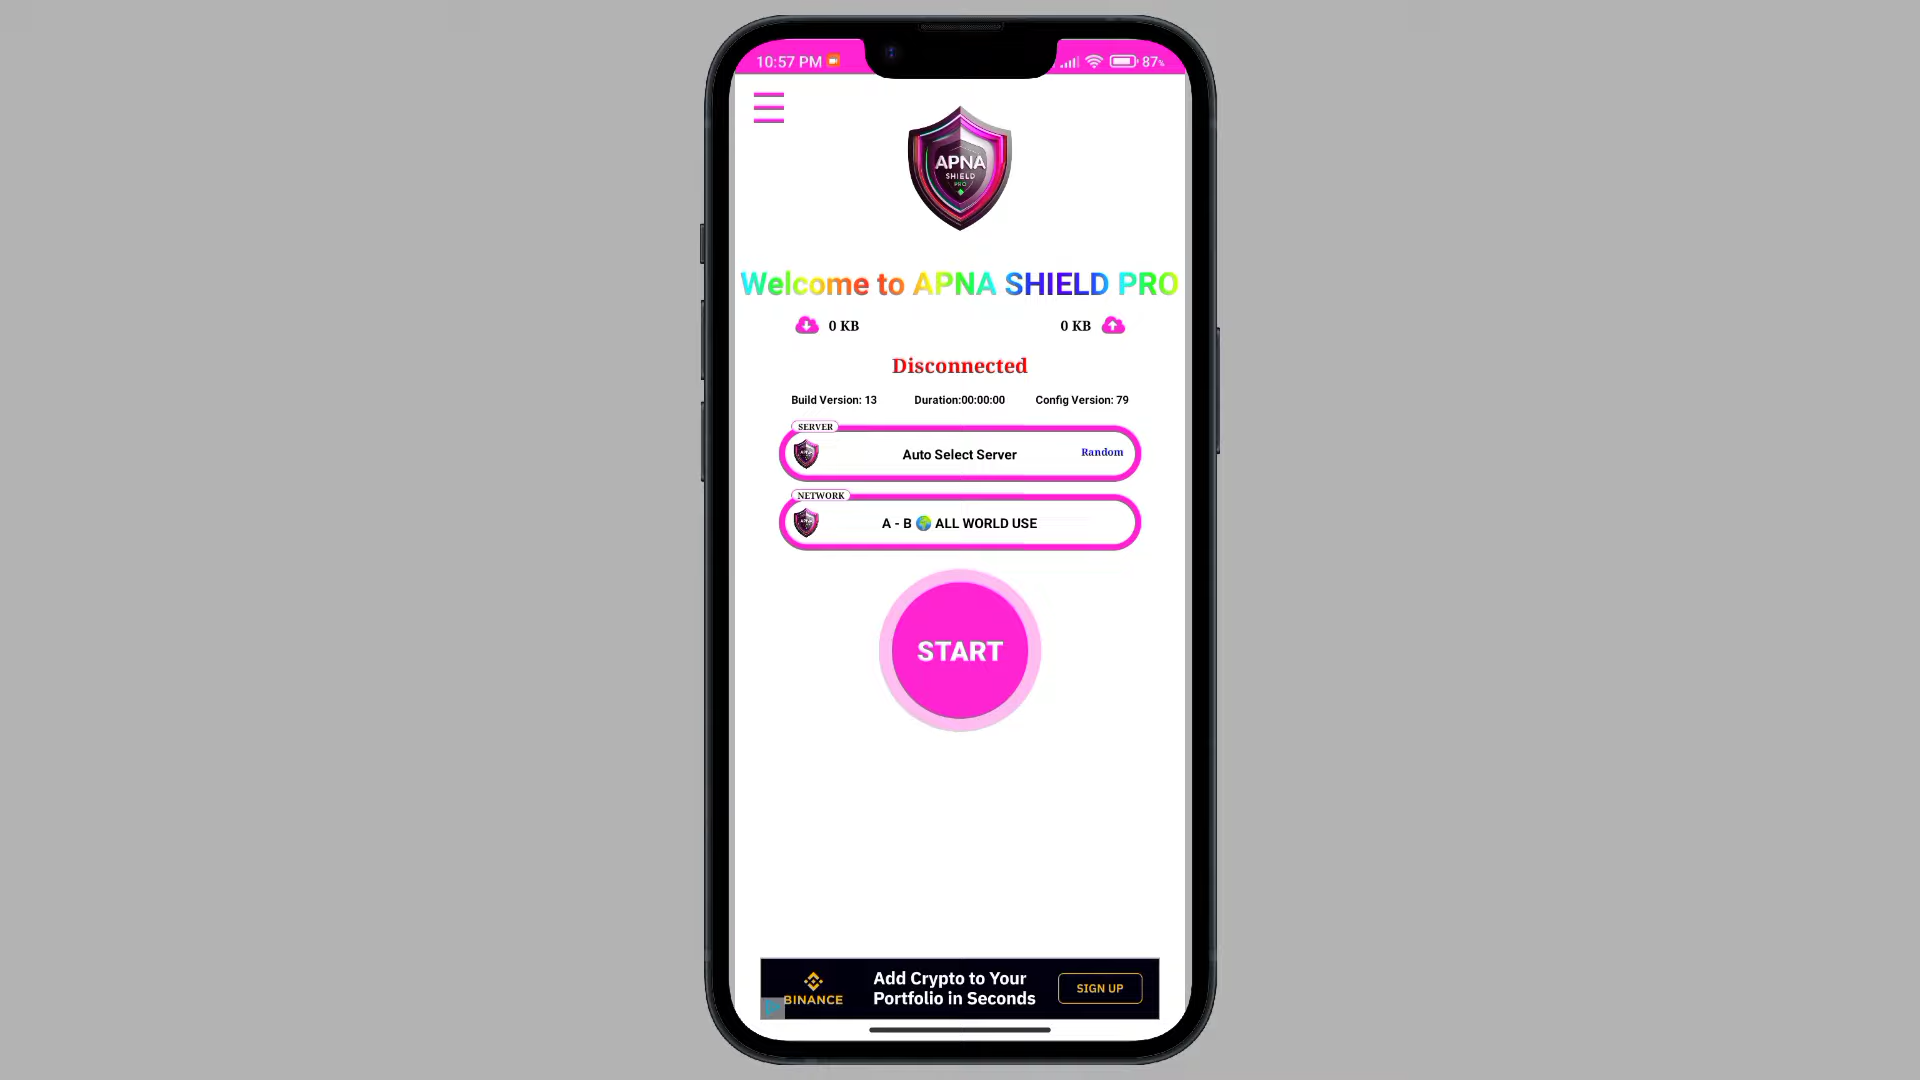 10:57 PM
87%
APNA
SHIELD
PRO
Welcome to APNA SHIELD PRO
0 KB
0 KB
Disconnected
Build Version: 13
Duration:00:00:00
Config Version: 79
SERVER
Auto Select Server
Random
NETWORK
A - B 🌍 ALL WORLD USE
START
BINANCE
Add Crypto to Your
Portfolio in Seconds
SIGN UP